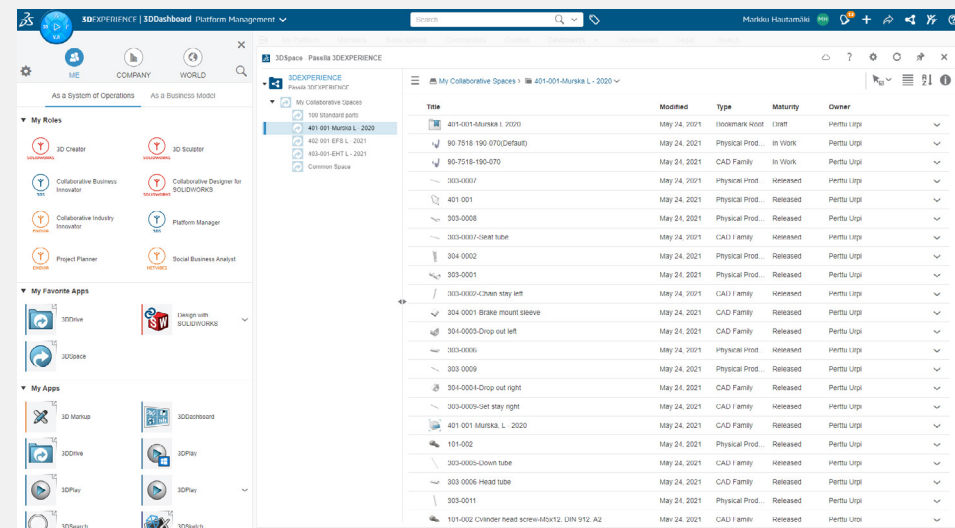 3DEXPERIENCE | 3DDashboard Platform Management
Search
Markku Hautamäki
MH
3DSpace - Päxellä 3DEXPERIENCE
ME
COMPANY
WORLD
As a System of Operations
As a Business Model
My Roles
3D Creator
3D Sculptor
Collaborative Business Innovator
Collaborative Designer for SOLIDWORKS
Collaborative Industry Innovator
Platform Manager
Project Planner
Social Business Analyst
My Favorite Apps
3DDrive
Design with SOLIDWORKS
3DSpace
My Apps
3D Markup
3DDashboard
3DDrive
3DPlay
3DPlay
3DPlay
3DSearch
3DSketch
3DEXPERIENCE
My Collaborative Spaces
100 Standard parts
401-001 Murska L - 2020
402 001 EFS L - 2021
403-001-EHT L - 2021
Common Space
My Collaborative Spaces > 401-001-Murska L - 2020
Title Modified Type Maturity Owner
401-001-Murska L 2020 May 24, 2021 Bookmark Root Draft Perttu Urpi
90-7518-190-070(Default) May 24, 2021 Physical Prod... In Work Perttu Urpi
90-7518-190-070 May 24, 2021 CAD Family In Work Perttu Urpi
303-0007 May 24, 2021 Physical Prod... Released Perttu Urpi
401 001 May 24, 2021 Physical Prod... Released Perttu Urpi
303-0008 May 24, 2021 Physical Prod... Released Perttu Urpi
303-0007-Seat tube May 24, 2021 CAD Family Released Perttu Urpi
304 0002 May 24, 2021 Physical Prod... Released Perttu Urpi
303-0001 May 24, 2021 Physical Prod... Released Perttu Urpi
303-0002-Chain stay left May 24, 2021 CAD Family Released Perttu Urpi
304 0001 Brake mount sleeve May 24, 2021 CAD Family Released Perttu Urpi
304-0005-Drop out left May 24, 2021 CAD Family Released Perttu Urpi
303-0006 May 24, 2021 Physical Prod... Released Perttu Urpi
303 0009 May 24, 2021 Physical Prod... Released Perttu Urpi
304-0004-Drop out right May 24, 2021 CAD Family Released Perttu Urpi
303-0009-Set stay right May 24, 2021 CAD Family Released Perttu Urpi
401 001 Murska, L - 2020 May 24, 2021 CAD Family Released Perttu Urpi
101-002 May 24, 2021 Physical Prod... Released Perttu Urpi
303-0005-Down tube May 24, 2021 CAD Family Released Perttu Urpi
303 0006 Head tube May 24, 2021 CAD Family Released Perttu Urpi
303-0011 May 24, 2021 Physical Prod... Released Perttu Urpi
101-002 Cylinder head screw-M5x12, DIN 912, A2 May 24, 2021 CAD Family Released Perttu Urpi